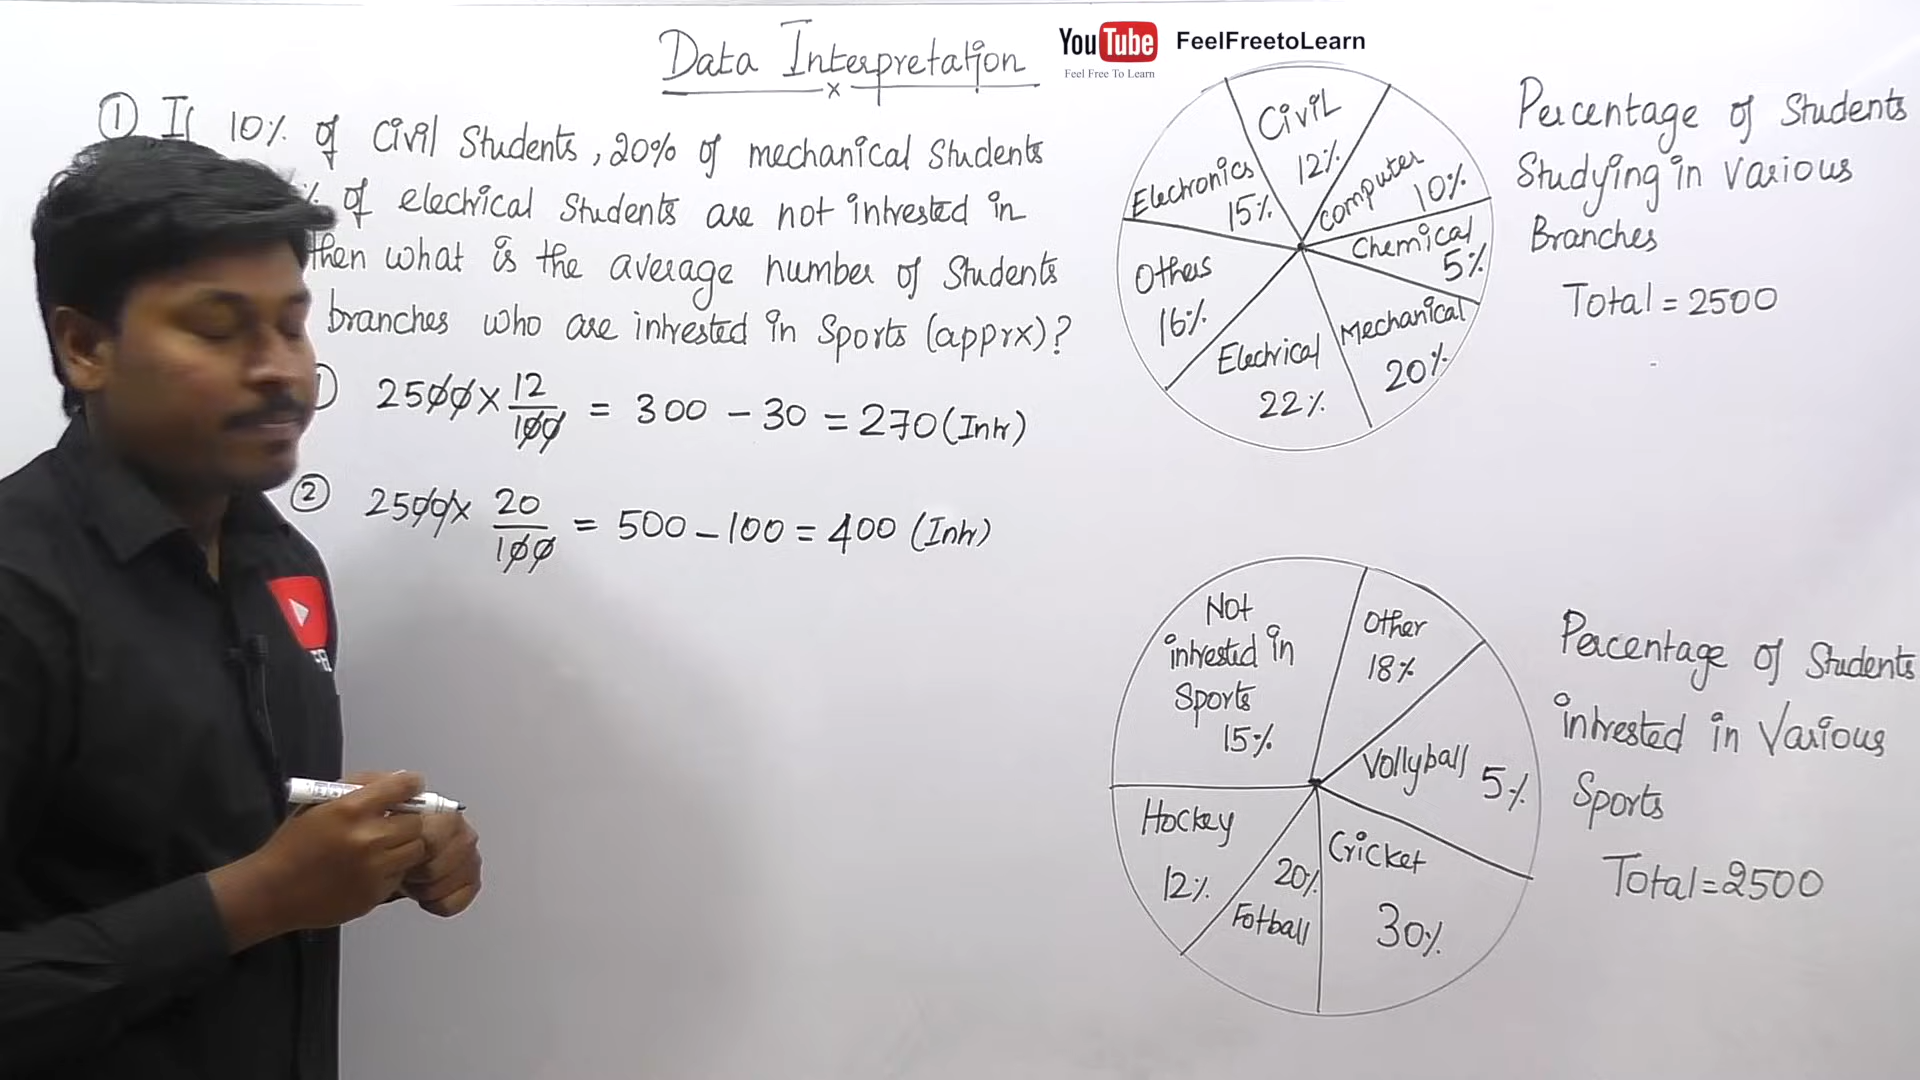 Data Interpretation
x
YouTube FeelFreetoLearn
Feel Free To Learn
① If 10% of Civil Students, 20% of mechanical Students
% of electrical Students are not intrested in
then what is the average number of Students
branches who are intrested in Sports (apprx)?
1) 2500 x 12/100 = 300 - 30 = 270 (Intr)
② 2500 x 20/100 = 500 - 100 = 400 (Intr)
Civil
12%
Computer
10%
Chemical
5%
Mechanical
20%
Electrical
22%
Others
16%
Electronics
15%
Percentage of Students
Studying in Various
Branches
Total = 2500
Not
intrested in
Sports
15%
Other
18%
Vollyball 5%
Cricket
30%
20%
Fotball
Hockey
12%
Percentage of Students
intrested in Various
Sports
Total = 2500